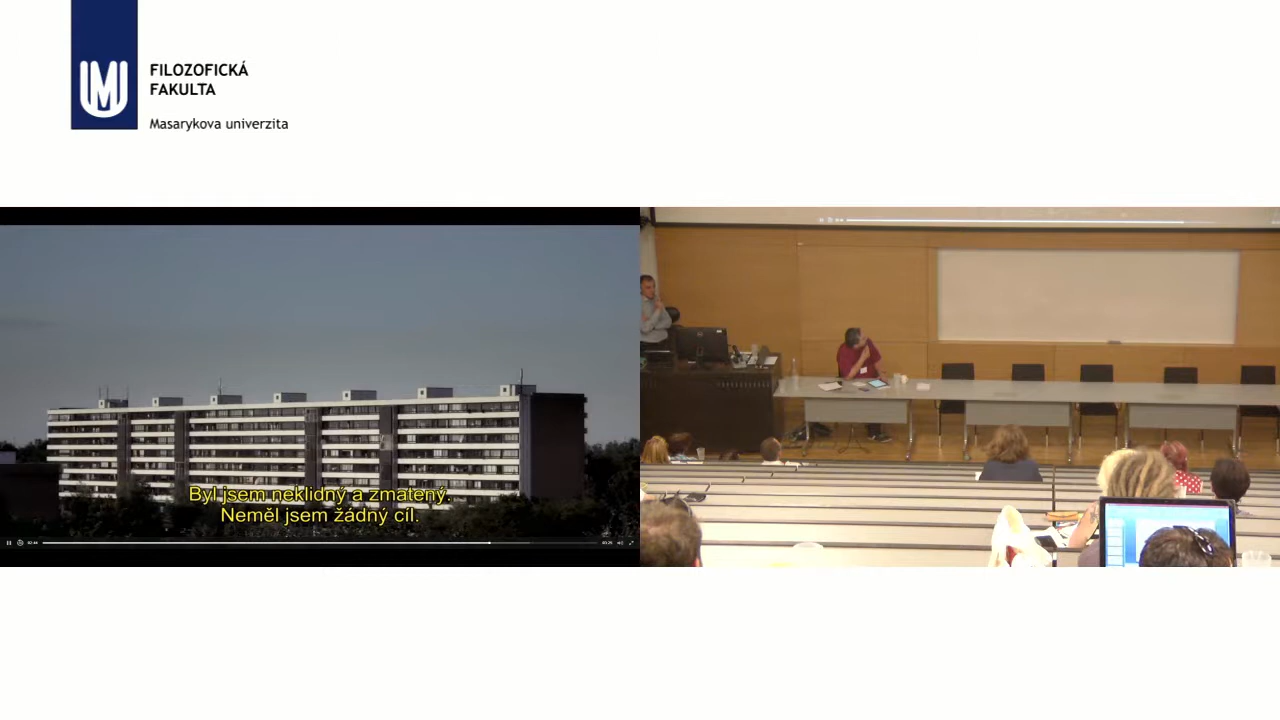 FILOZOFICKÁ
FAKULTA
Masarykova univerzita
Byl jsem neklidný a zmatený.
Neměl jsem žádný cíl.